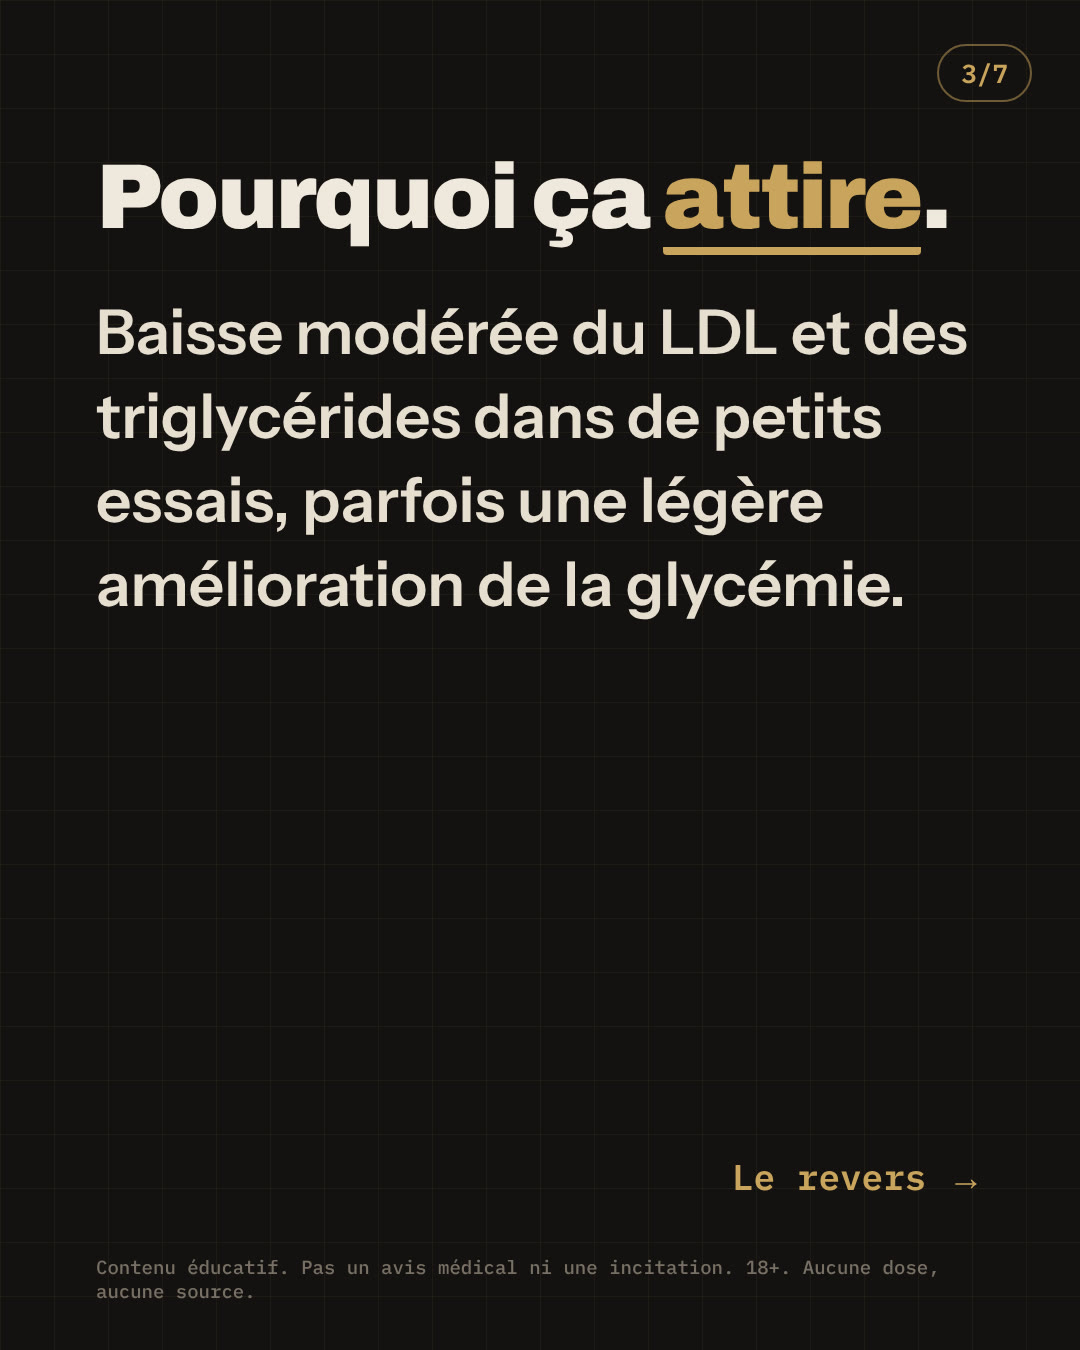 3/7
Pourquoi ça attire.
Baisse modérée du LDL et des
triglycérides dans de petits
essais, parfois une légère
amélioration de la glycémie.
Le revers →
Contenu éducatif. Pas un avis médical ni une incitation. 18+. Aucune dose,
aucune source.